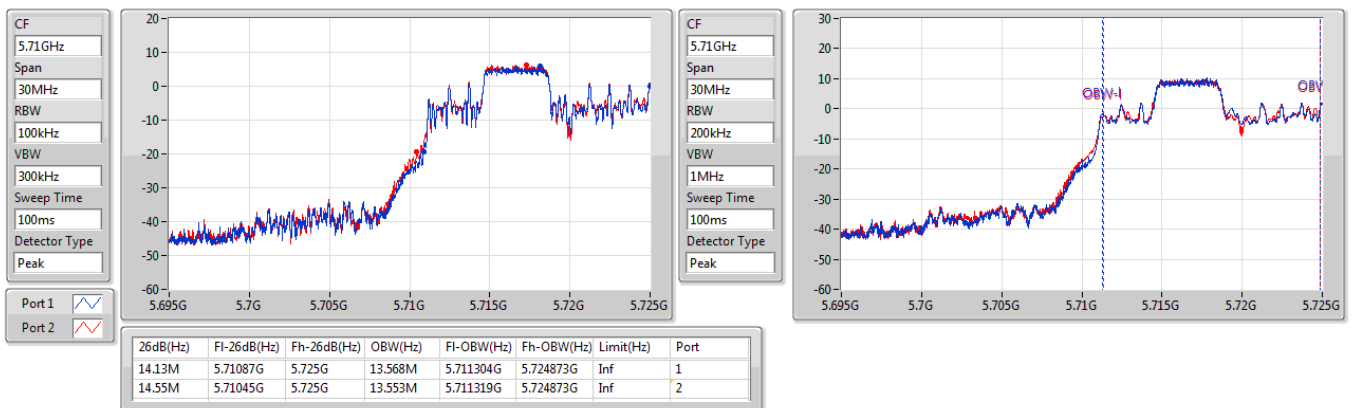 CF
5.71GHz
Span
30MHz
RBW
100kHz
VBW
300kHz
Sweep Time
100ms
Detector Type
Peak
Port 1
Port 2
20
10
0
-10
-20
-30
-40
-50
-60
5.695G 5.7G 5.705G 5.71G 5.715G 5.72G 5.725G
CF
5.71GHz
Span
30MHz
RBW
200kHz
VBW
1MHz
Sweep Time
100ms
Detector Type
Peak
30
20
10
0
-10
-20
-30
-40
-50
-60
OBW-l OBW
5.695G 5.7G 5.705G 5.71G 5.715G 5.72G 5.725G
26dB(Hz) Fl-26dB(Hz) Fh-26dB(Hz) OBW(Hz) Fl-OBW(Hz) Fh-OBW(Hz) Limit(Hz) Port
14.13M 5.71087G 5.725G 13.568M 5.711304G 5.724873G Inf 1
14.55M 5.71045G 5.725G 13.553M 5.711319G 5.724873G Inf 2